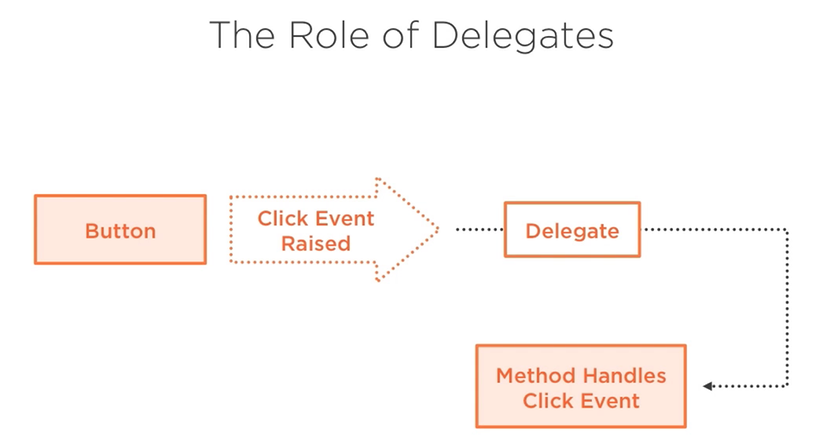 The Role of Delegates
Button
Click Event
Raised
Delegate
Method Handles
Click Event